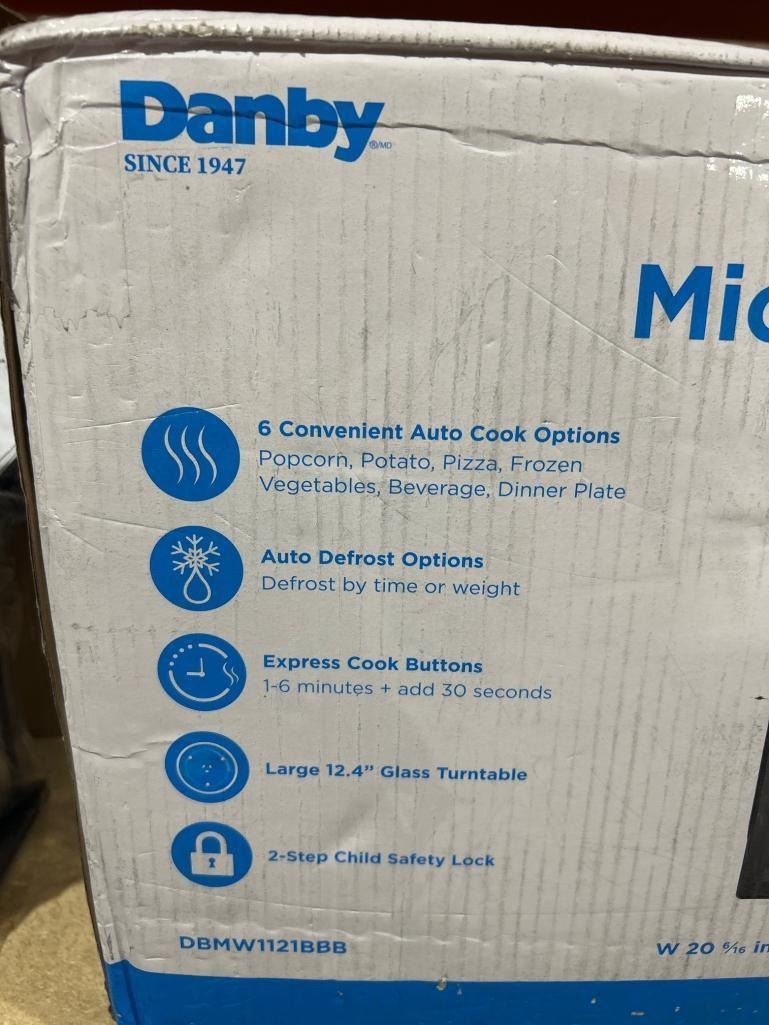 Danby ®/MD
SINCE 1947
Mic
6 Convenient Auto Cook Options
Popcorn, Potato, Pizza, Frozen
Vegetables, Beverage, Dinner Plate
Auto Defrost Options
Defrost by time or weight
Express Cook Buttons
1-6 minutes + add 30 seconds
Large 12.4” Glass Turntable
2-Step Child Safety Lock
DBMW1121BBB
W 20 6/16 in